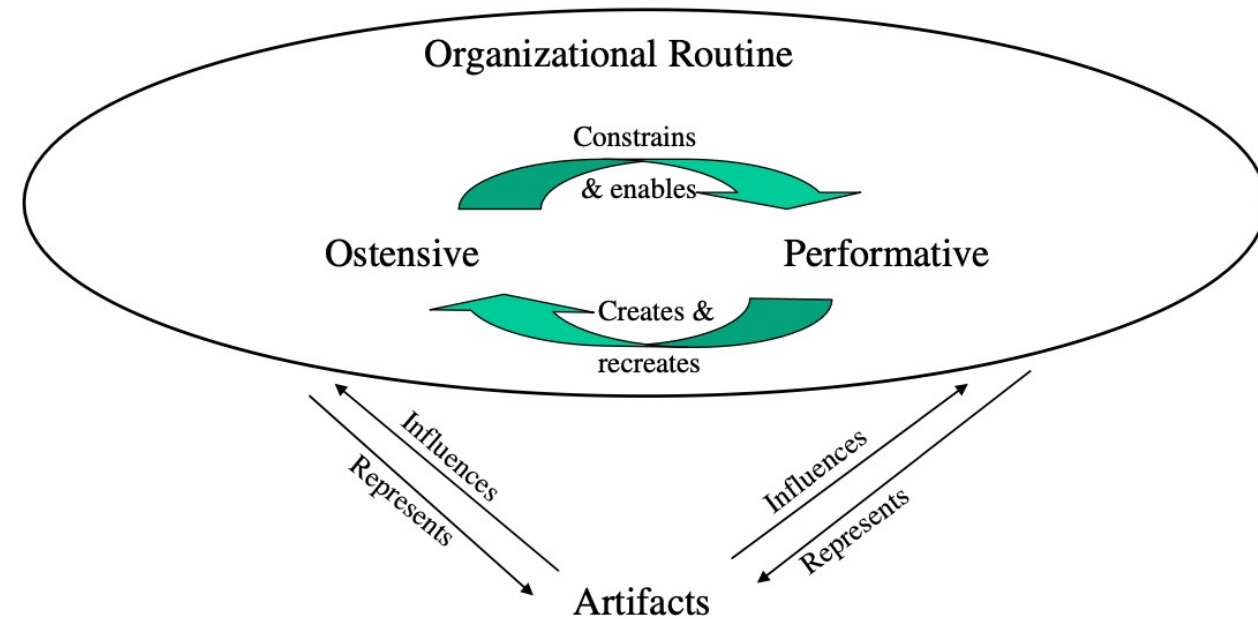 Organizational Routine
Constrains
& enables
Ostensive
Performative
Creates &
recreates
Influences
Represents
Influences
Represents
Artifacts